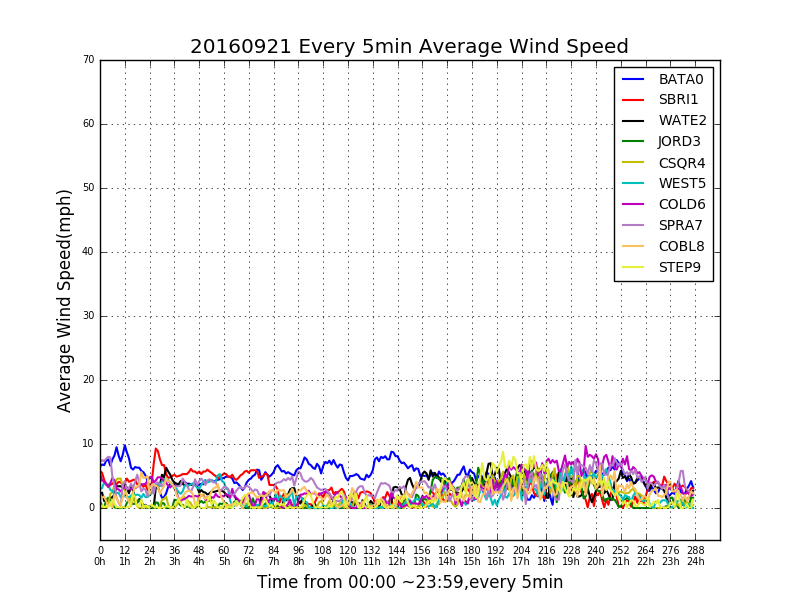 20160921 Every 5min Average Wind Speed
70
60
50
40
30
20
10
0
Average Wind Speed(mph)
BATA0
SBRI1
WATE2
JORD3
CSQR4
WEST5
COLD6
SPRA7
COBL8
STEP9
0 12 24 36 48 60 72 84 96 108 120 132 144 156 168 180 192 204 216 228 240 252 264 276 288
0h 1h 2h 3h 4h 5h 6h 7h 8h 9h 10h 11h 12h 13h 14h 15h 16h 17h 18h 19h 20h 21h 22h 23h 24h
Time from 00:00 ~23:59,every 5min